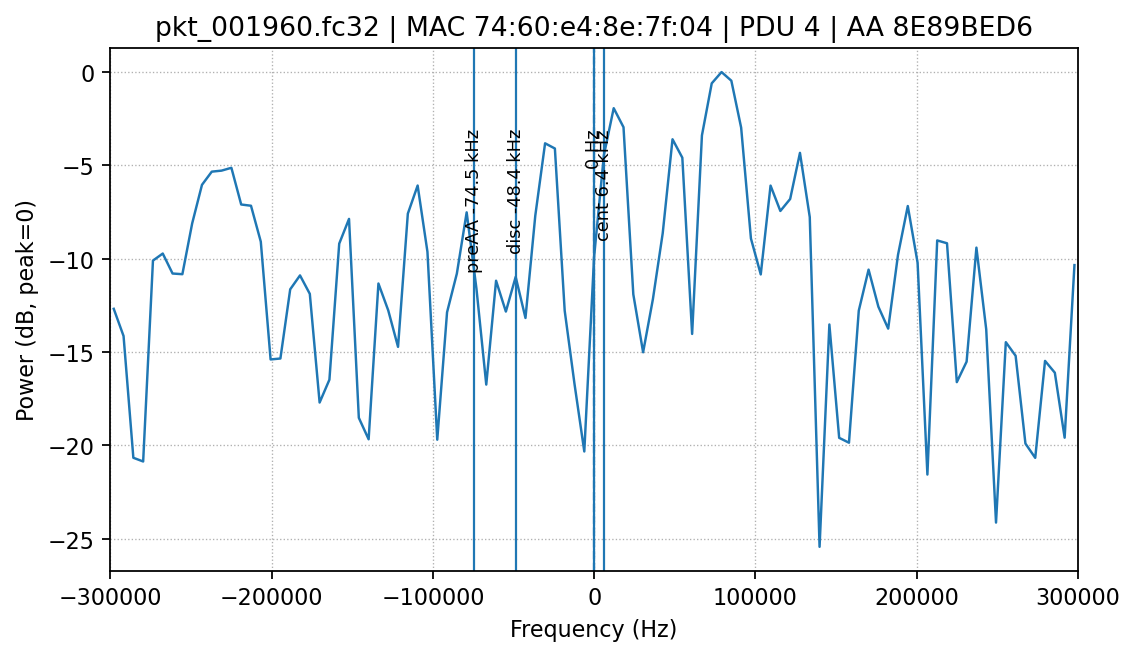 pkt_001960.fc32 | MAC 74:60:e4:8e:7f:04 | PDU 4 | AA 8E89BED6
Power (dB, peak=0)
0
−5
−10
−15
−20
−25
preAA -74.5 kHz
disc -48.4 kHz
0 Hz
cent 6.4 kHz
−300000
−200000
−100000
0
100000
200000
300000
Frequency (Hz)